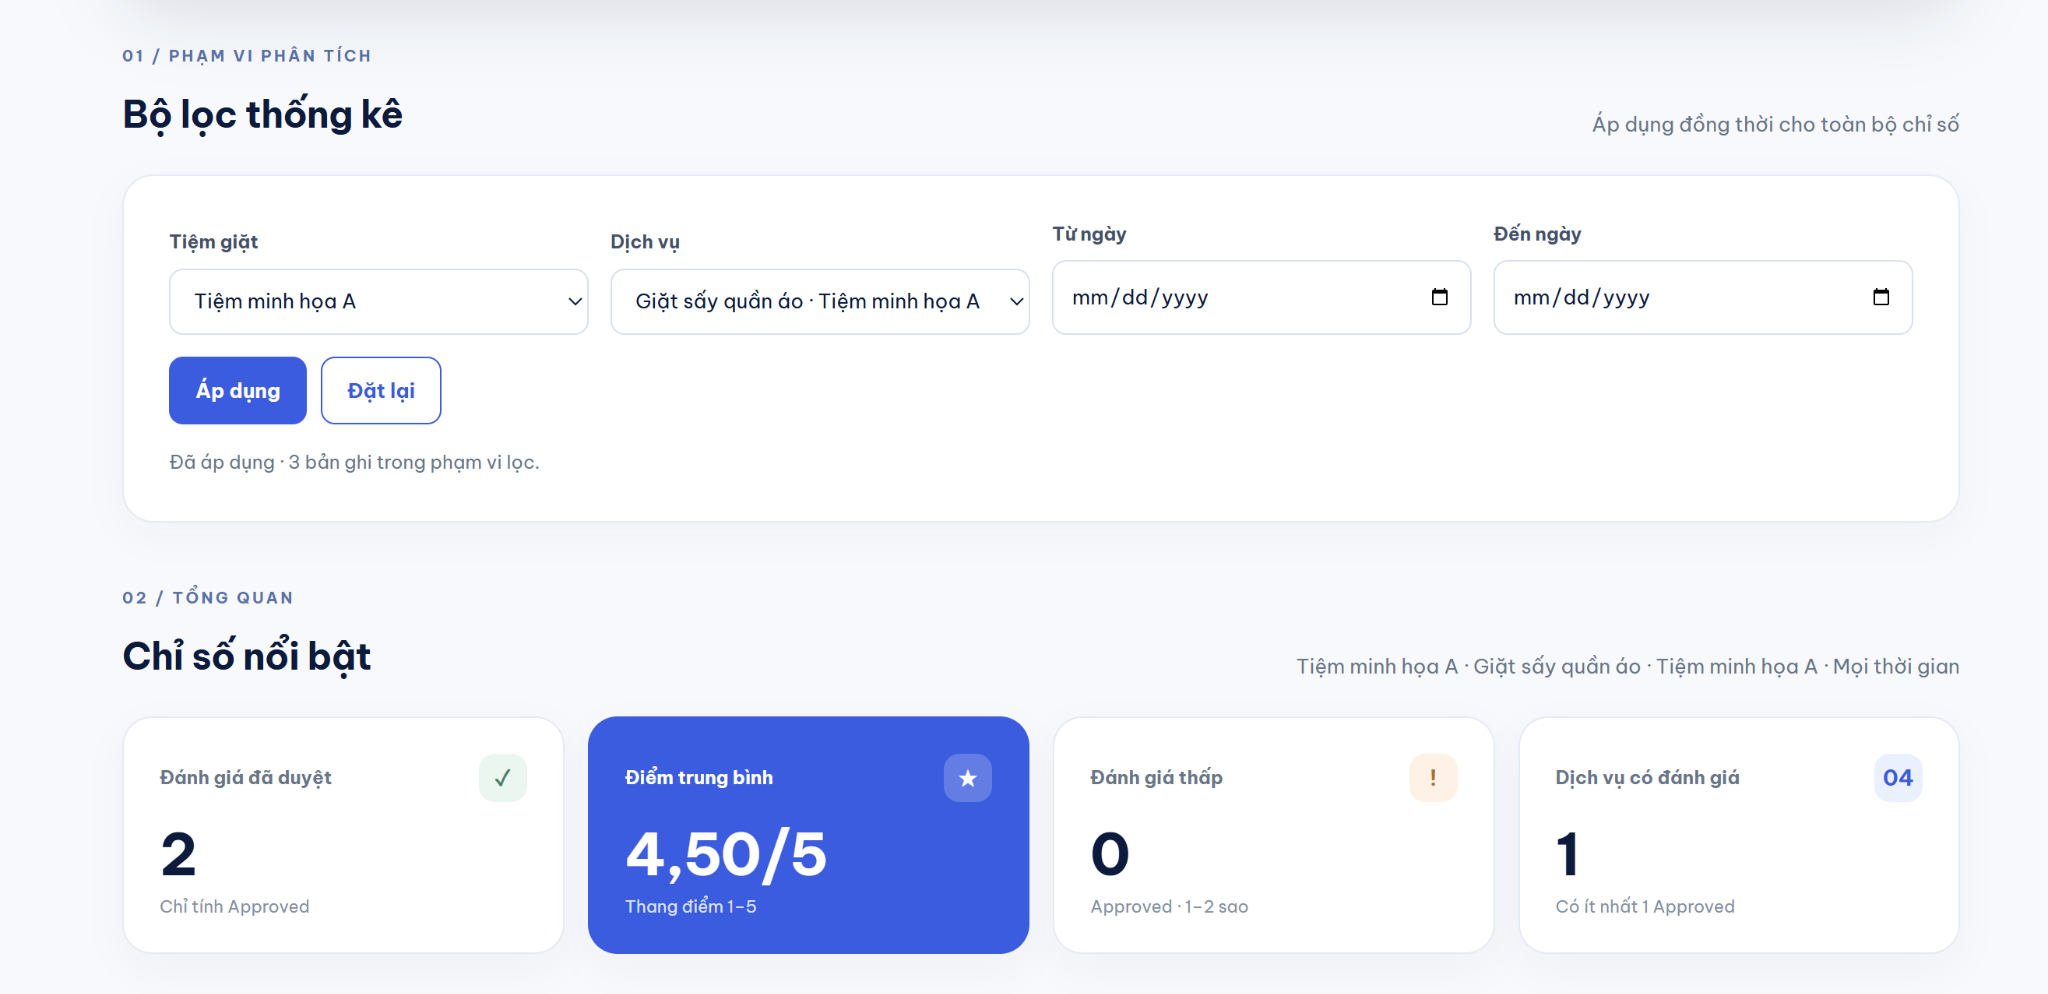 01 / PHẠM VI PHÂN TÍCH
Bộ lọc thống kê
Áp dụng đồng thời cho toàn bộ chỉ số
Tiệm giặt
Dịch vụ
Từ ngày
Đến ngày
Tiệm minh họa A
Giặt sấy quần áo · Tiệm minh họa A
mm/dd/yyyy
mm/dd/yyyy
Áp dụng
Đặt lại
Đã áp dụng · 3 bản ghi trong phạm vi lọc.
02 / TỔNG QUAN
Chỉ số nổi bật
Tiệm minh họa A · Giặt sấy quần áo · Tiệm minh họa A · Mọi thời gian
Đánh giá đã duyệt
✓
2
Chỉ tính Approved
Điểm trung bình
★
4,50/5
Thang điểm 1–5
Đánh giá thấp
!
0
Approved · 1–2 sao
Dịch vụ có đánh giá
04
1
Có ít nhất 1 Approved